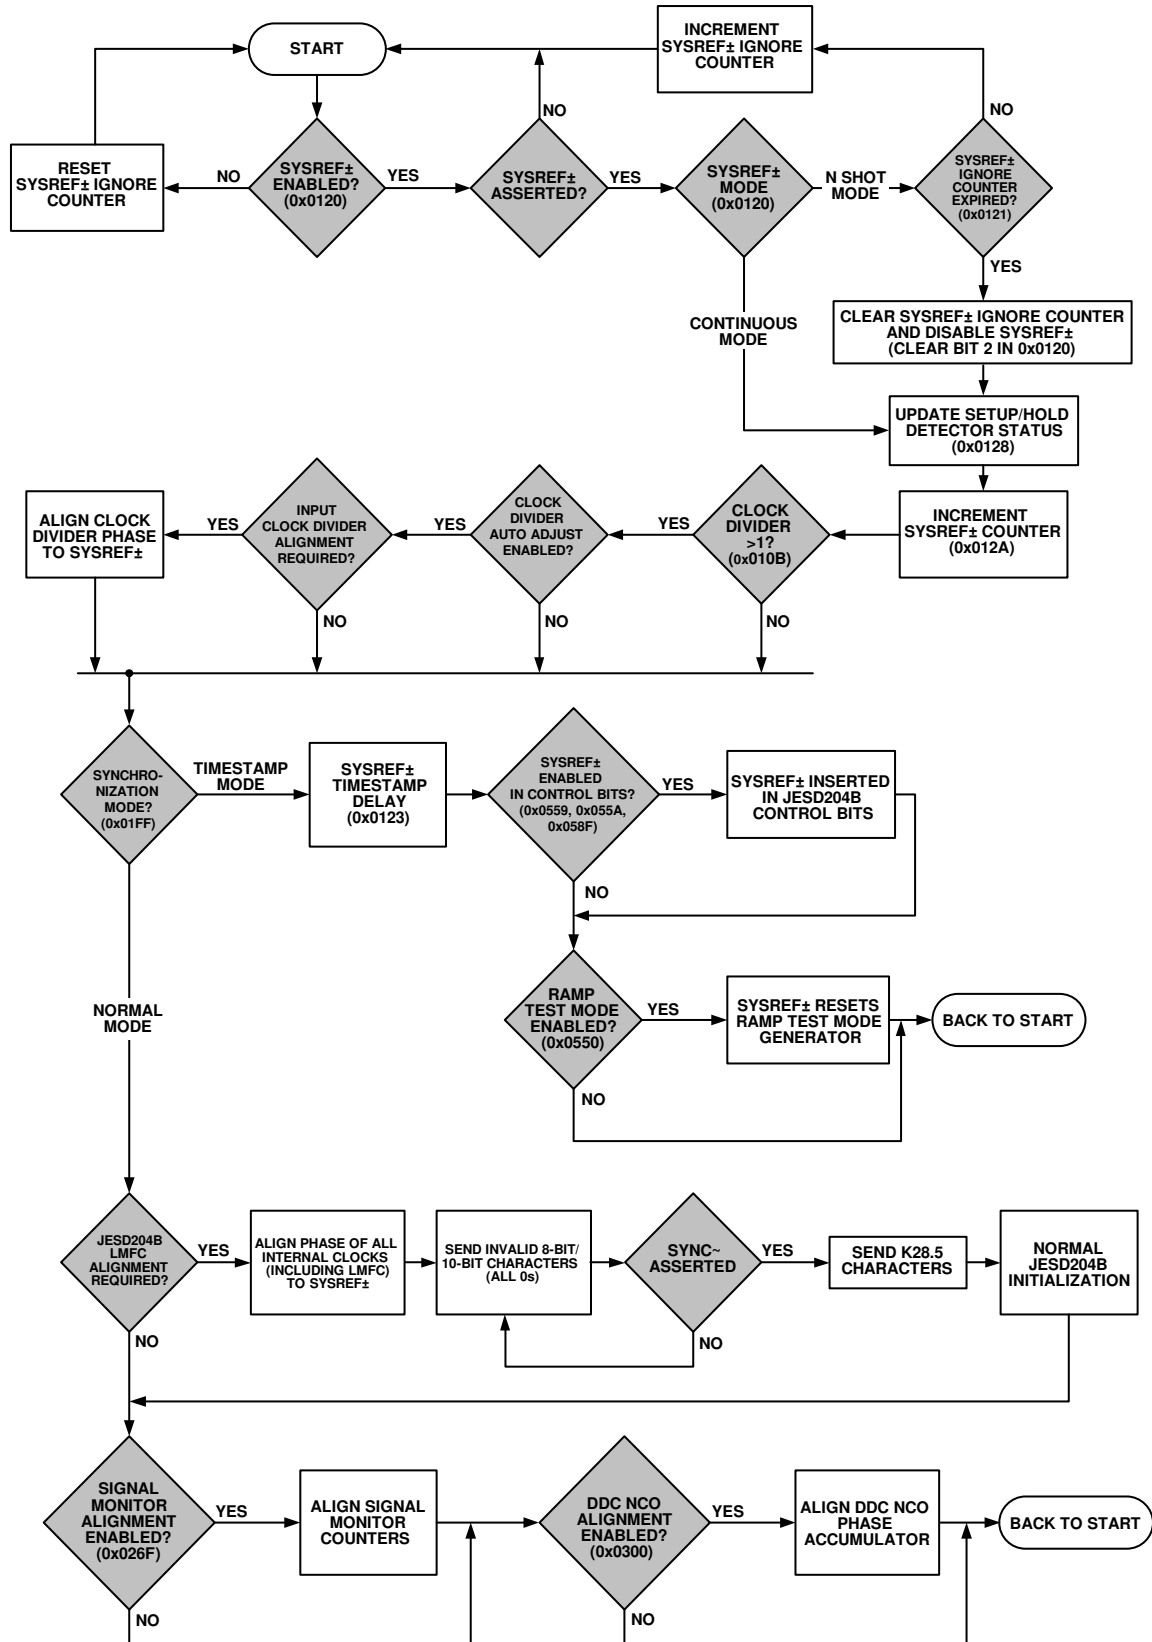 START
INCREMENT
SYSREF± IGNORE
COUNTER
NO
NO
RESET
SYSREF± IGNORE
COUNTER
NO
SYSREF±
ENABLED?
(0x0120)
YES
SYSREF±
ASSERTED?
YES
SYSREF±
MODE
(0x0120)
N SHOT
MODE
SYSREF±
IGNORE
COUNTER
EXPIRED?
(0x0121)
YES
CONTINUOUS
MODE
CLEAR SYSREF± IGNORE COUNTER
AND DISABLE SYSREF±
(CLEAR BIT 2 IN 0x0120)
UPDATE SETUP/HOLD
DETECTOR STATUS
(0x0128)
ALIGN CLOCK
DIVIDER PHASE
TO SYSREF±
YES
INPUT
CLOCK DIVIDER
ALIGNMENT
REQUIRED?
YES
CLOCK
DIVIDER
AUTO ADJUST
ENABLED?
YES
CLOCK
DIVIDER
>1?
(0x010B)
INCREMENT
SYSREF± COUNTER
(0x012A)
NO
NO
NO
SYNCHRO-
NIZATION
MODE?
(0x01FF)
TIMESTAMP
MODE
SYSREF±
TIMESTAMP
DELAY
(0x0123)
SYSREF±
ENABLED
IN CONTROL BITS?
(0x0559, 0x055A,
0x058F)
YES
SYSREF± INSERTED
IN JESD204B
CONTROL BITS
NO
NORMAL
MODE
RAMP
TEST MODE
ENABLED?
(0x0550)
YES
SYSREF± RESETS
RAMP TEST MODE
GENERATOR
BACK TO START
NO
JESD204B
LMFC
ALIGNMENT
REQUIRED?
YES
ALIGN PHASE OF ALL
INTERNAL CLOCKS
(INCLUDING LMFC)
TO SYSREF±
SEND INVALID 8-BIT/
10-BIT CHARACTERS
(ALL 0s)
SYNC~
ASSERTED
YES
SEND K28.5
CHARACTERS
NORMAL
JESD204B
INITIALIZATION
NO
NO
SIGNAL
MONITOR
ALIGNMENT
ENABLED?
(0x026F)
YES
ALIGN SIGNAL
MONITOR
COUNTERS
DDC NCO
ALIGNMENT
ENABLED?
(0x0300)
YES
ALIGN DDC NCO
PHASE
ACCUMULATOR
BACK TO START
NO
NO